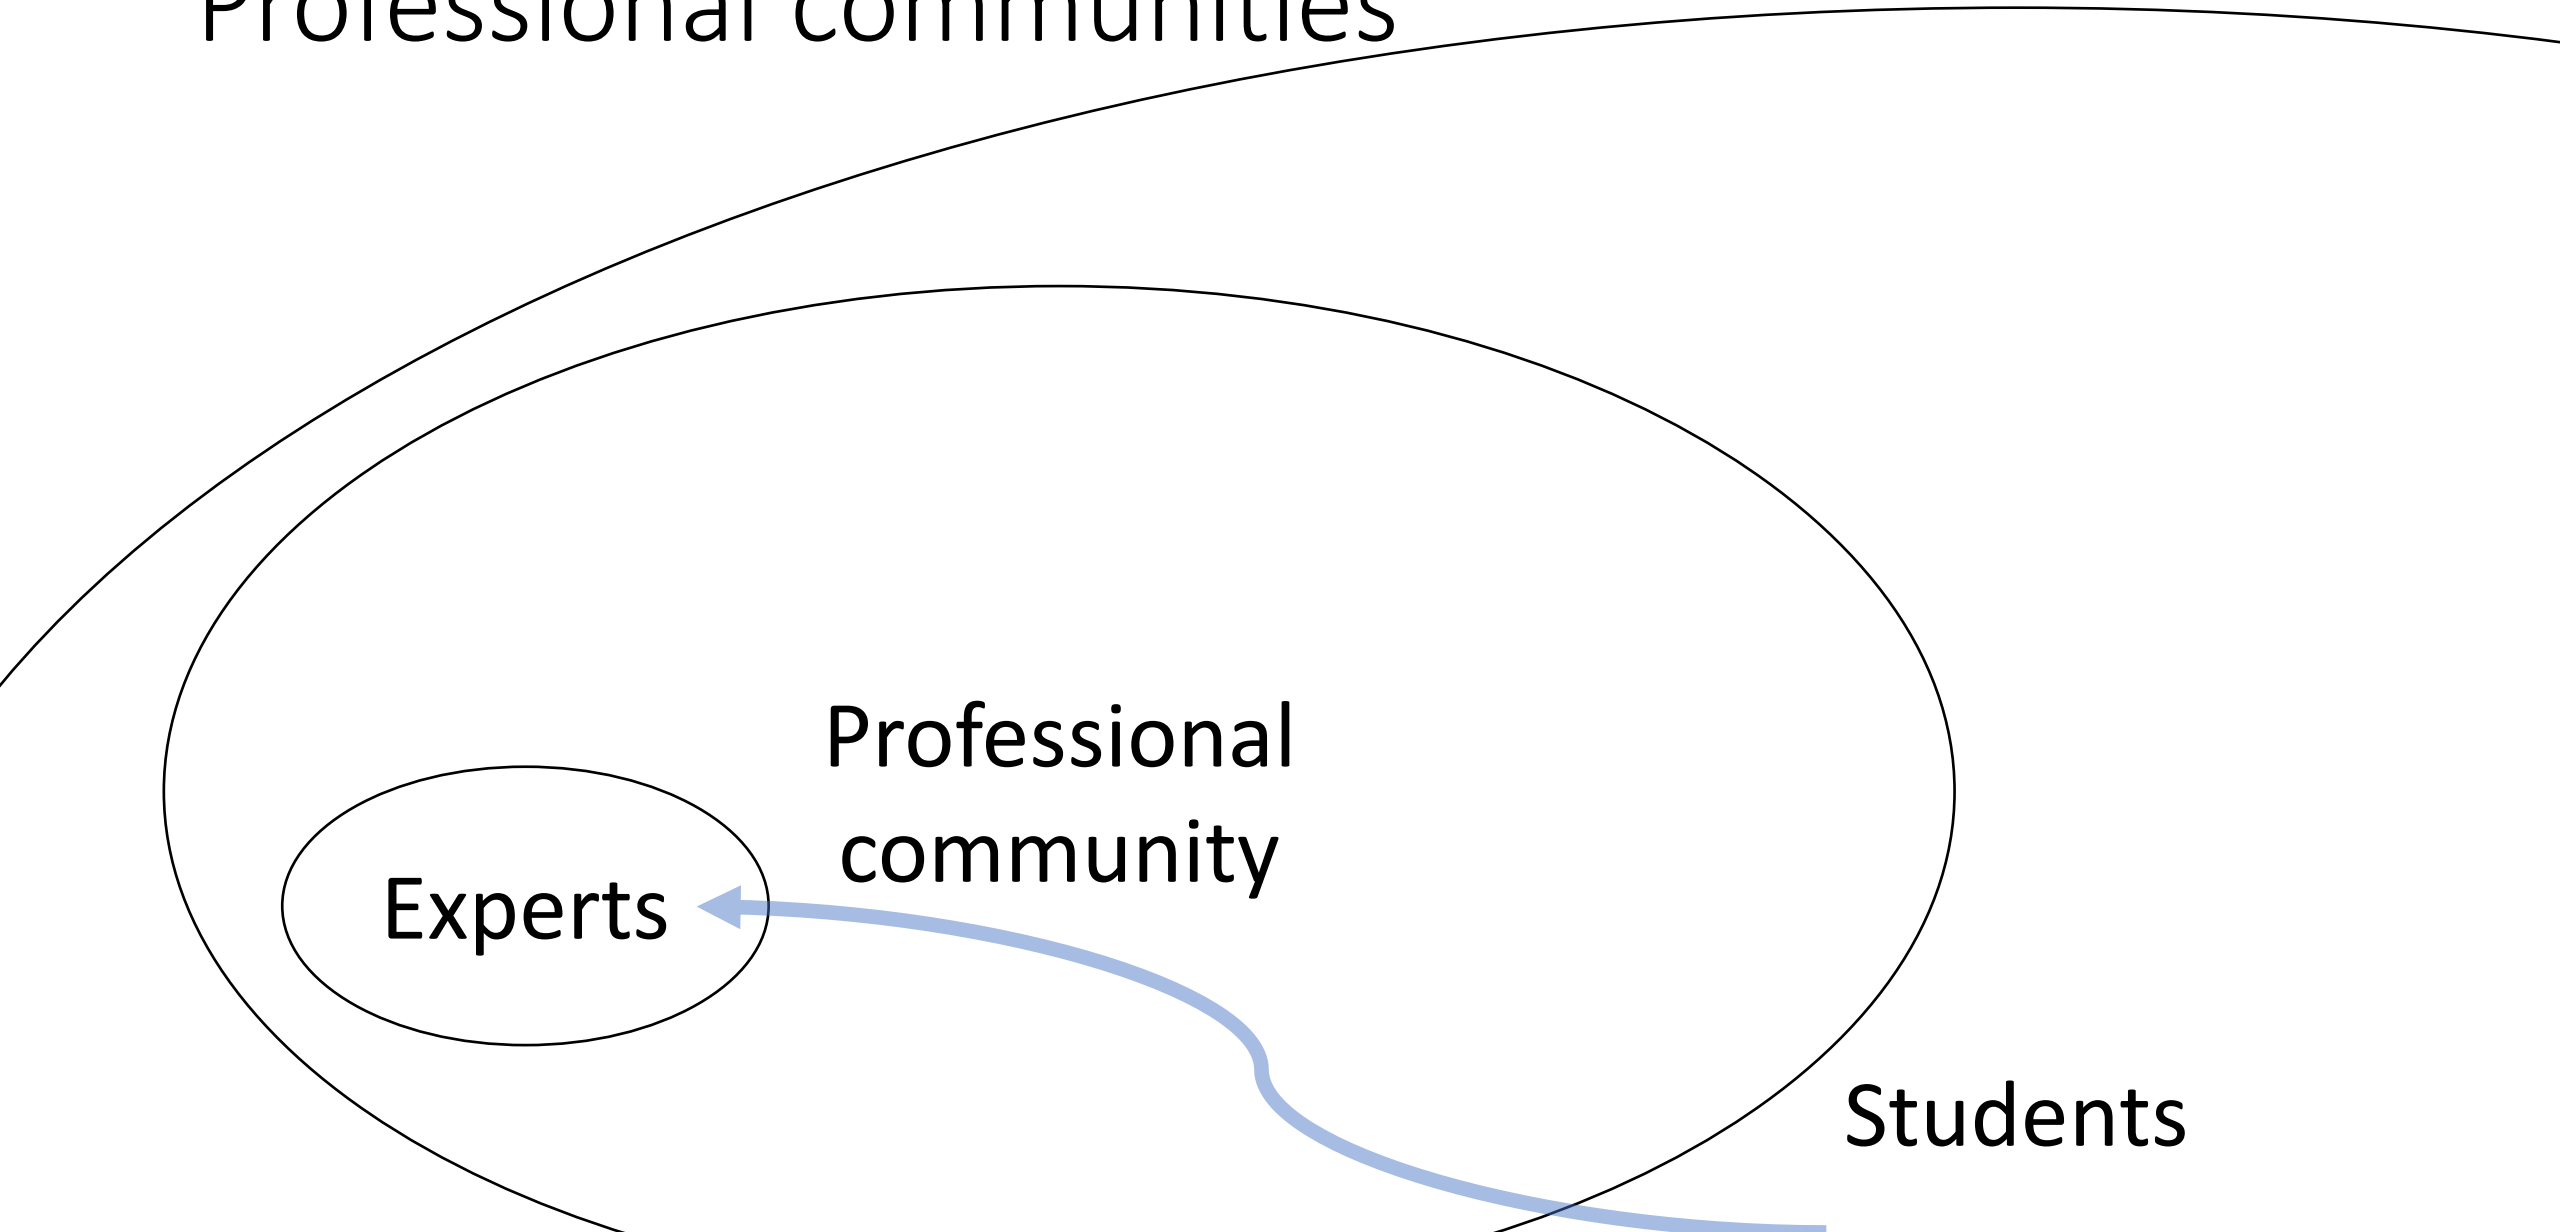 Professional communities
Professional
community
Experts
Students